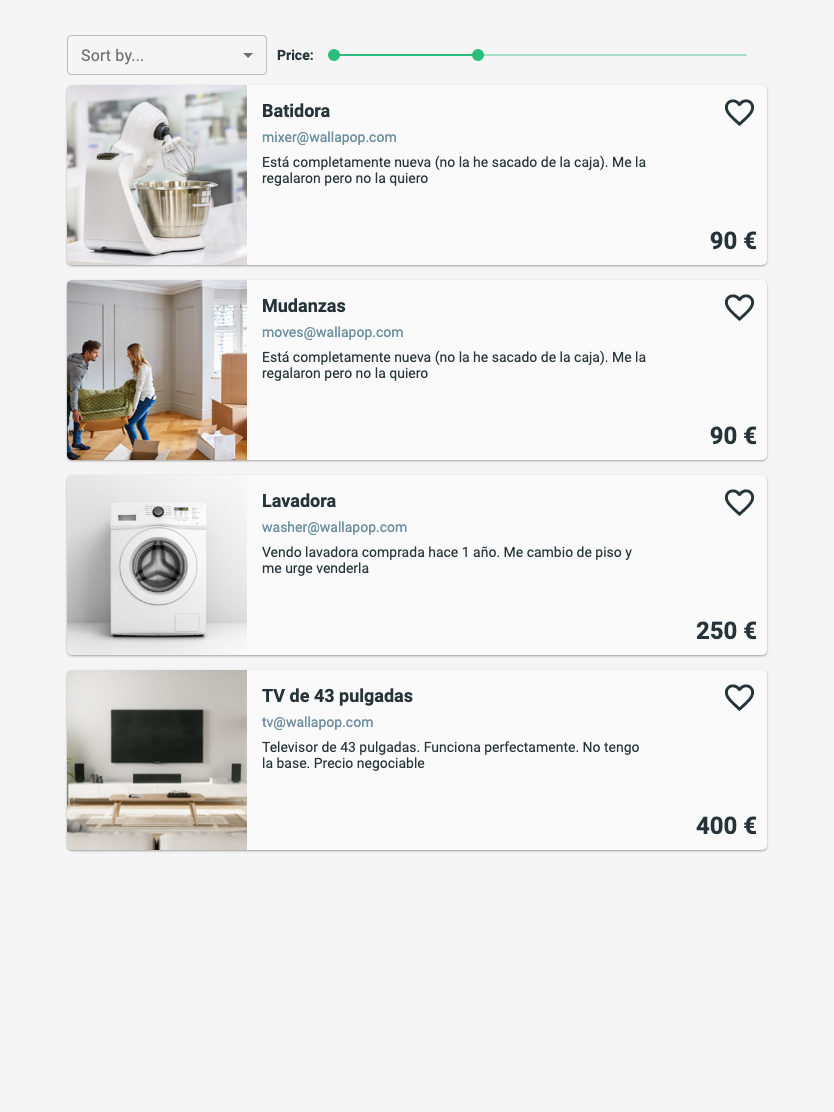 Sort by...
Price:
Batidora
mixer@wallapop.com
Está completamente nueva (no la he sacado de la caja). Me la
regalaron pero no la quiero
90 €
Mudanzas
moves@wallapop.com
Está completamente nueva (no la he sacado de la caja). Me la
regalaron pero no la quiero
90 €
Lavadora
washer@wallapop.com
Vendo lavadora comprada hace 1 año. Me cambio de piso y
me urge venderla
250 €
TV de 43 pulgadas
tv@wallapop.com
Televisor de 43 pulgadas. Funciona perfectamente. No tengo
la base. Precio negociable
400 €